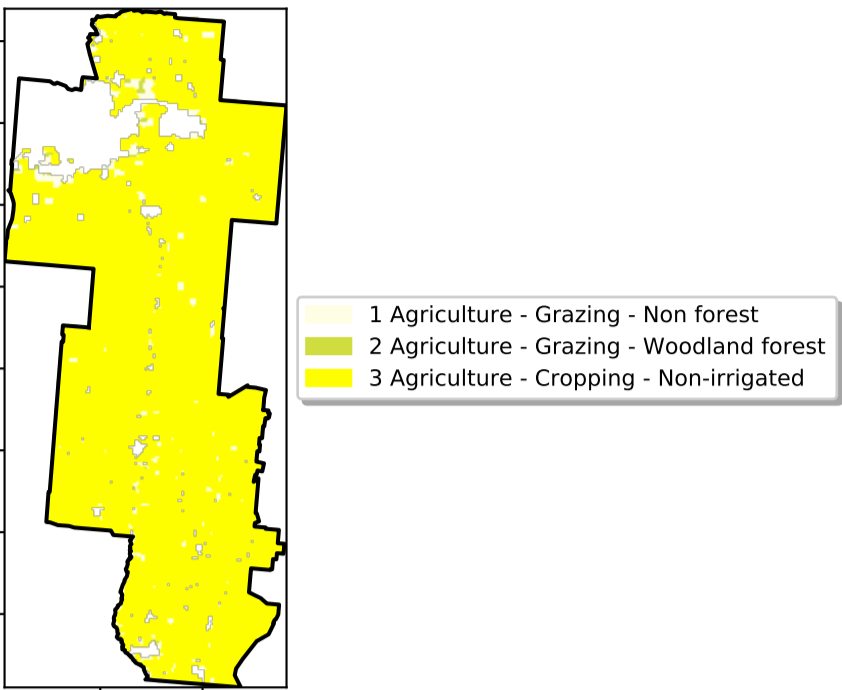 1 Agriculture - Grazing - Non forest
2 Agriculture - Grazing - Woodland forest
3 Agriculture - Cropping - Non-irrigated